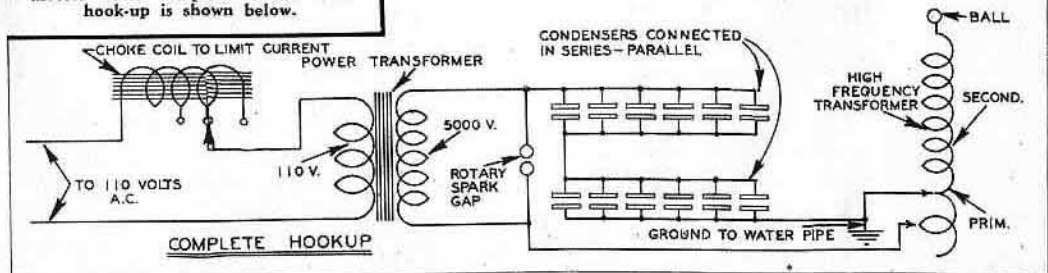 hook-up is shown below.
CHOKE COIL TO LIMIT CURRENT
POWER TRANSFORMER
CONDENSERS CONNECTED
IN SERIES-PARALLEL
BALL
HIGH
FREQUENCY
TRANSFORMER
SECOND.
5000 V.
110 V.
ROTARY
SPARK
GAP
TO 110 VOLTS
A.C.
GROUND TO WATER PIPE
PRIM.
COMPLETE HOOKUP